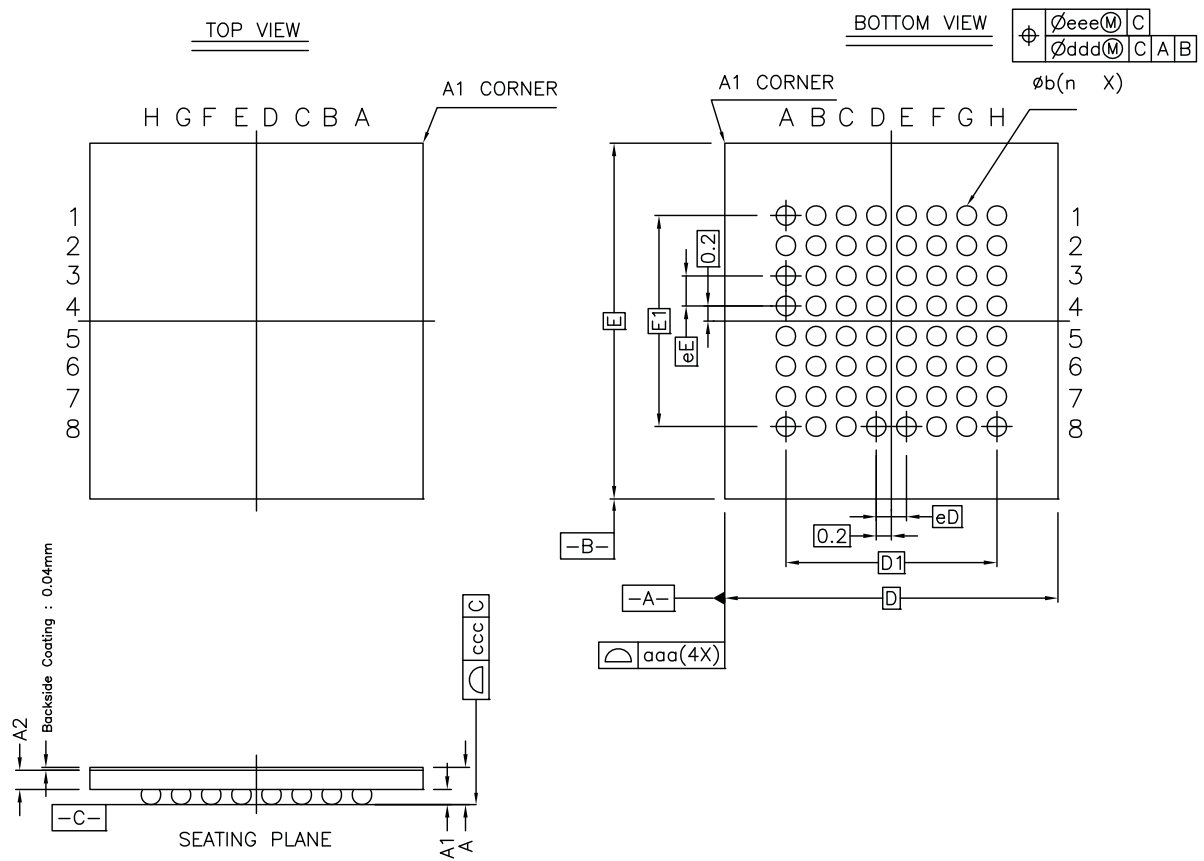 TOP VIEW
A1 CORNER
H G F E D C B A
1
2
3
4
5
6
7
8
BOTTOM VIEW
Øeee Ⓜ C
Øddd Ⓜ C A B
A1 CORNER
øb(n X)
A B C D E F G H
1
2
3
4
5
6
7
8
0.2
E
E1
eE
eD
0.2
D1
D
-B-
-A-
aaa(4X)
Backside Coating : 0.04mm
A2
ccc C
-C-
SEATING PLANE
A1
A